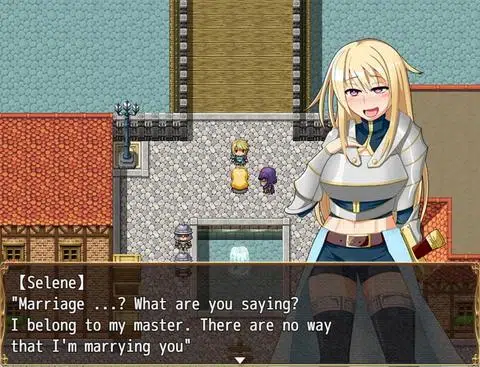 【Selene】
"Marriage ...? What are you saying?
I belong to my master. There are no way
that I'm marrying you"